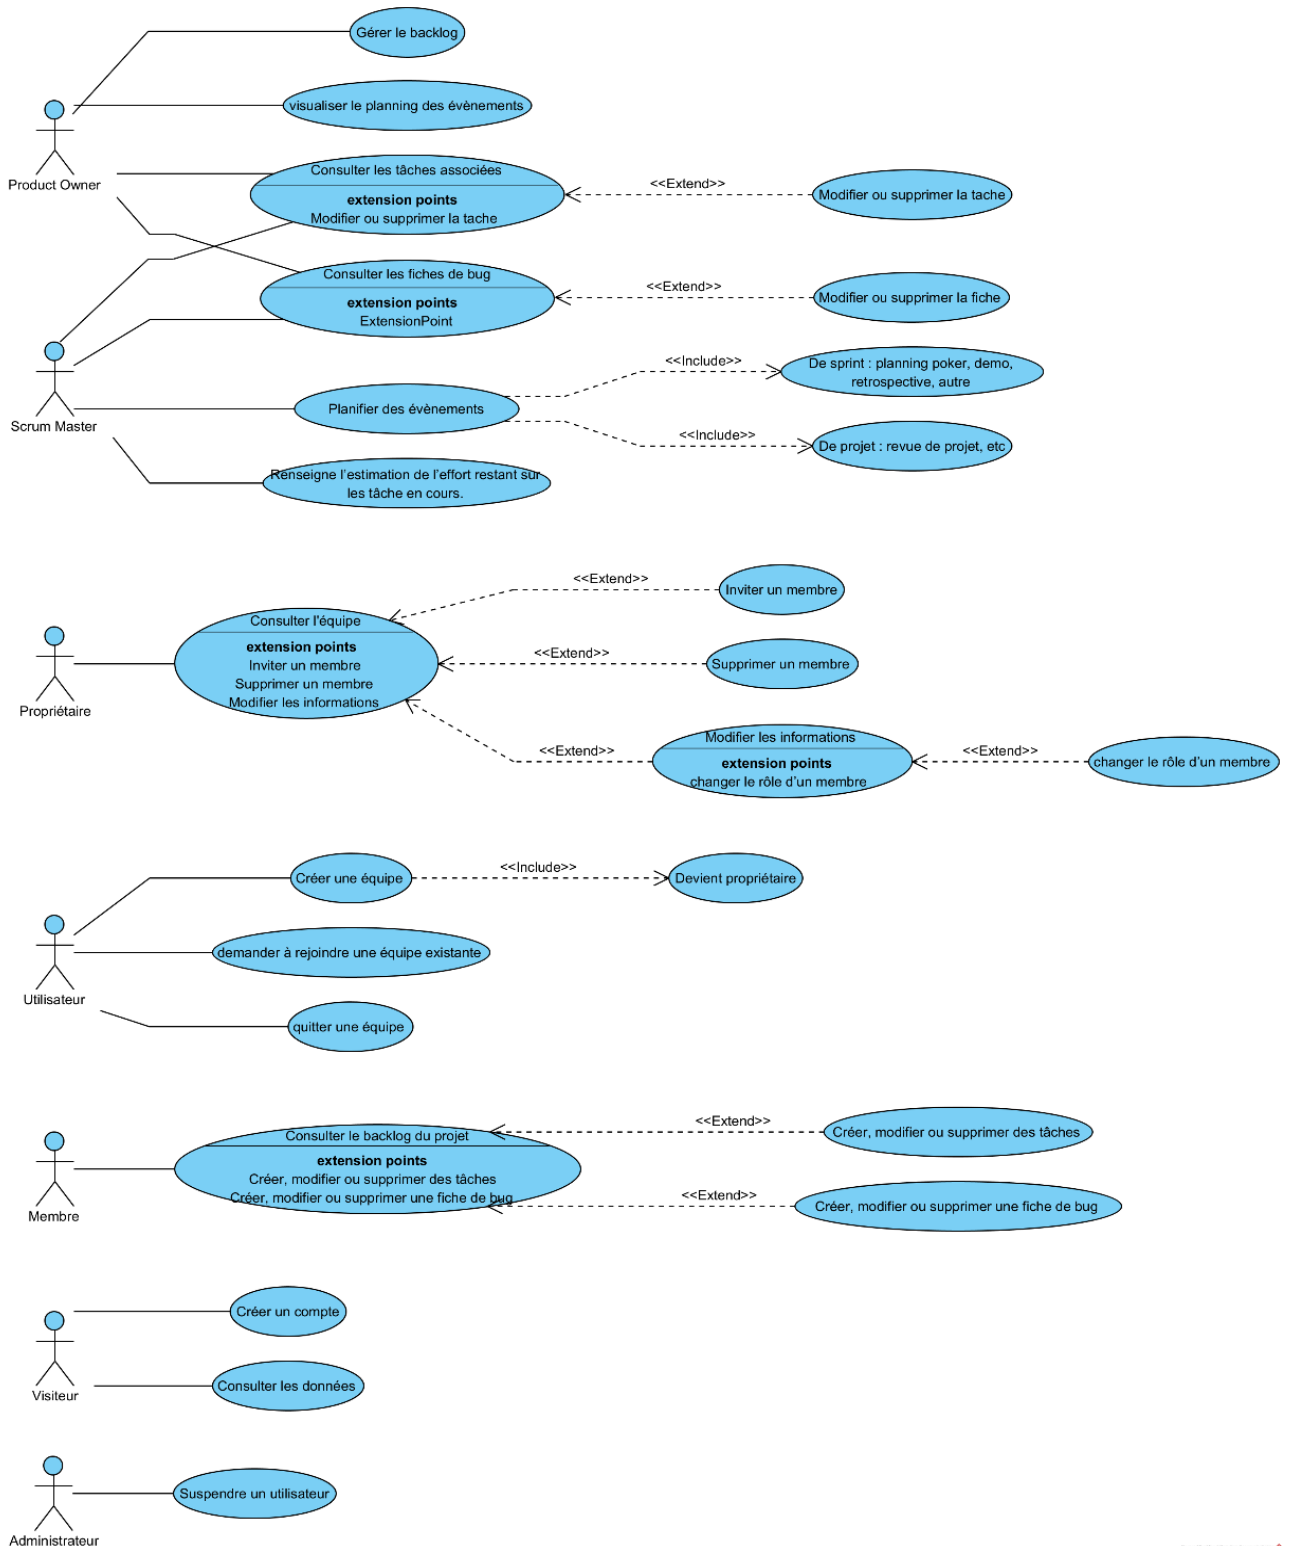 Gérer le backlog
visualiser le planning des évènements
Product Owner
Consulter les tâches associées
extension points
Modifier ou supprimer la tache
<<Extend>>
Modifier ou supprimer la tache
Consulter les fiches de bug
extension points
ExtensionPoint
<<Extend>>
Modifier ou supprimer la fiche
Scrum Master
Planifier des évènements
<<Include>>
De sprint : planning poker, demo,
retrospective, autre
<<Include>>
De projet : revue de projet, etc
Renseigne l'estimation de l'effort restant sur
les tâche en cours.
Propriétaire
Consulter l'équipe
extension points
Inviter un membre
Supprimer un membre
Modifier les informations
<<Extend>>
Inviter un membre
<<Extend>>
Supprimer un membre
<<Extend>>
Modifier les informations
extension points
changer le rôle d'un membre
<<Extend>>
changer le rôle d'un membre
Utilisateur
Créer une équipe
<<Include>>
Devient propriétaire
demander à rejoindre une équipe existante
quitter une équipe
Membre
Consulter le backlog du projet
extension points
Créer, modifier ou supprimer des tâches
Créer, modifier ou supprimer une fiche de bug
<<Extend>>
Créer, modifier ou supprimer des tâches
<<Extend>>
Créer, modifier ou supprimer une fiche de bug
Visiteur
Créer un compte
Consulter les données
Administrateur
Suspendre un utilisateur